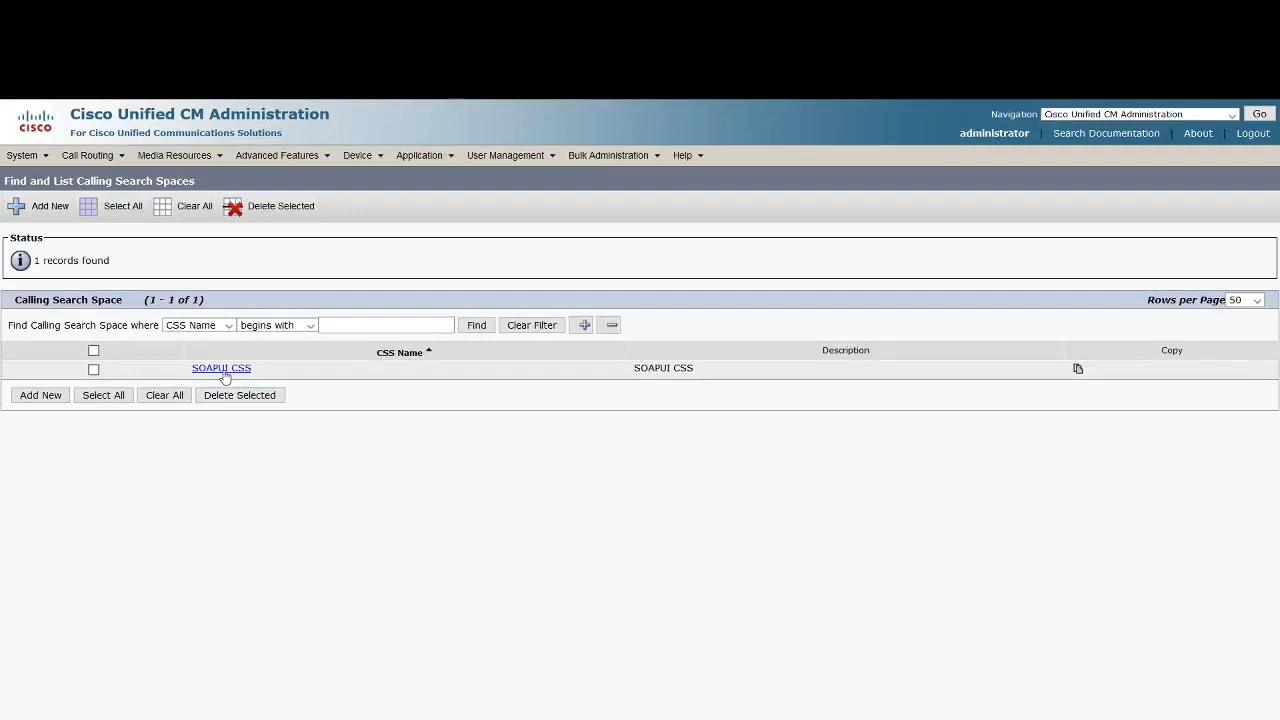 Cisco Unified CM Administration
For Cisco Unified Communications Solutions
CISCO
Navigation Cisco Unified CM Administration Go
administrator | Search Documentation | About | Logout
System Call Routing Media Resources Advanced Features Device Application User Management Bulk Administration Help
Find and List Calling Search Spaces
Add New Select All Clear All Delete Selected
Status
i 1 records found
Calling Search Space (1 - 1 of 1) Rows per Page 50
Find Calling Search Space where CSS Name begins with Find Clear Filter
CSS Name Description Copy
SOAPUI CSS SOAPUI CSS
Add New Select All Clear All Delete Selected